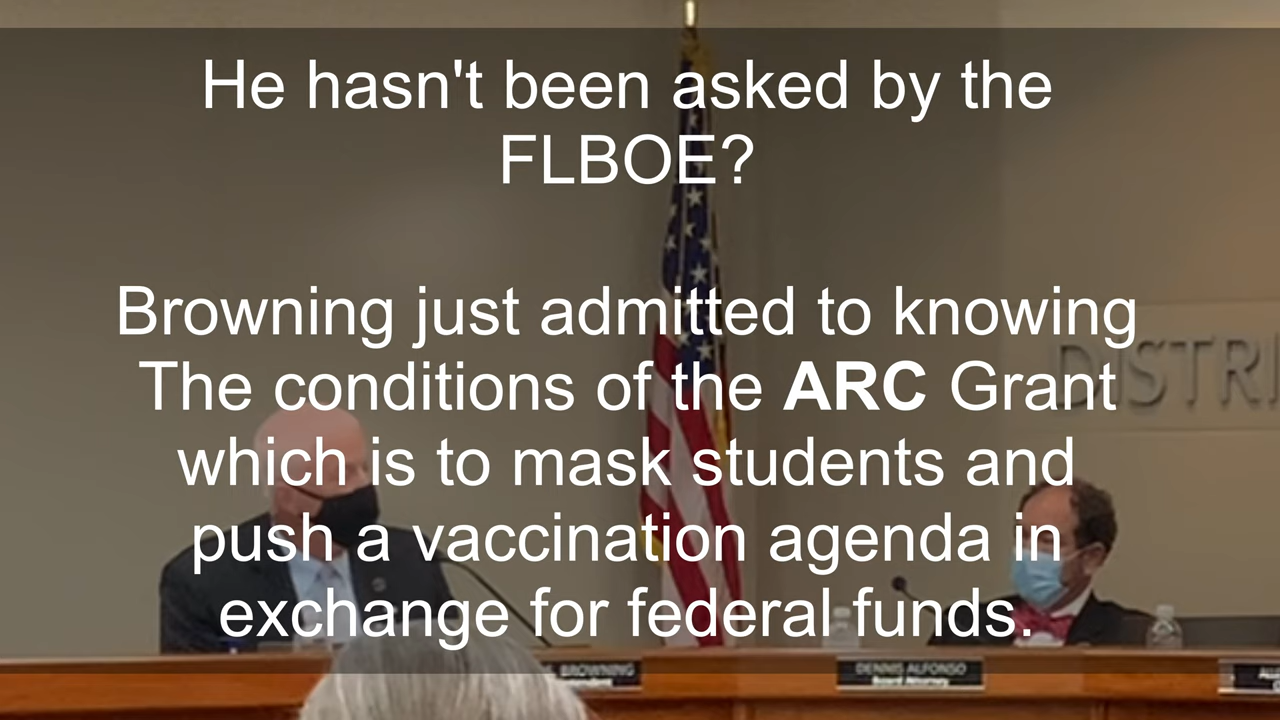 He hasn't been asked by the
FLBOE?
Browning just admitted to knowing
The conditions of the ARC Grant
which is to mask students and
push a vaccination agenda in
exchange for federal funds.
DISTRI
BROWNING
DENNIS ALFONSO
Board Attorney